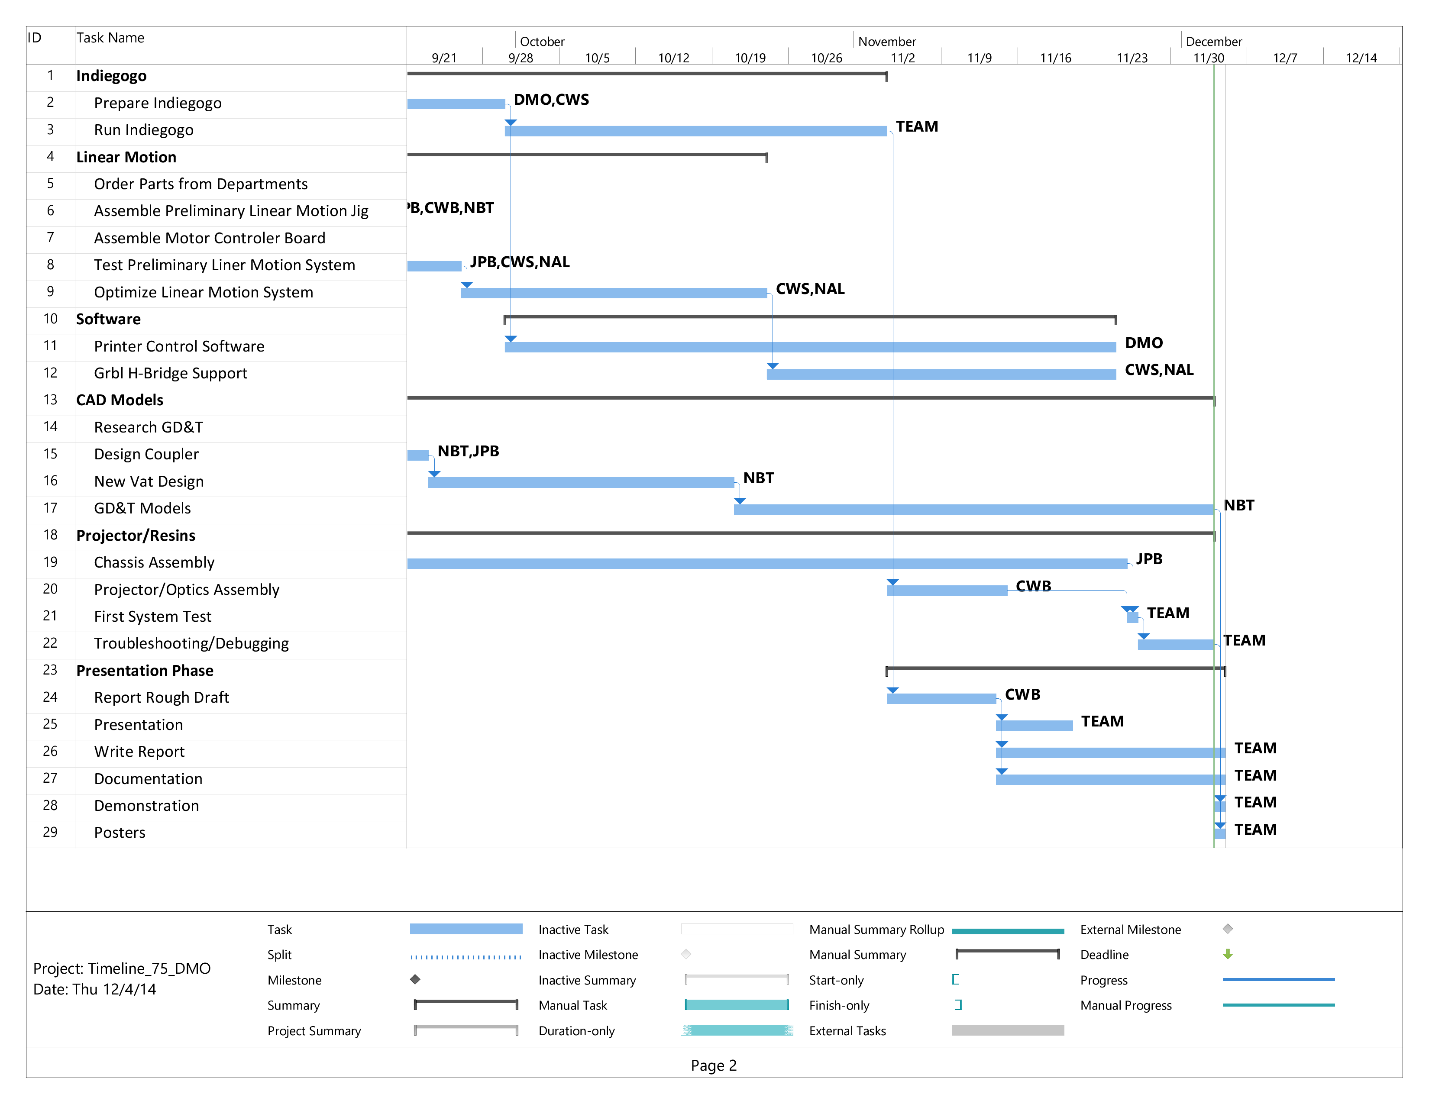 ID Task Name October November December
9/21 9/28 10/5 10/12 10/19 10/26 11/2 11/9 11/16 11/23 11/30 12/7 12/14
1 Indiegogo
2 Prepare Indiegogo DMO,CWS
3 Run Indiegogo TEAM
4 Linear Motion
5 Order Parts from Departments
6 Assemble Preliminary Linear Motion Jig PB,CWB,NBT
7 Assemble Motor Controler Board
8 Test Preliminary Liner Motion System JPB,CWS,NAL
9 Optimize Linear Motion System CWS,NAL
10 Software
11 Printer Control Software DMO
12 Grbl H-Bridge Support CWS,NAL
13 CAD Models
14 Research GD&T
15 Design Coupler NBT,JPB
16 New Vat Design NBT
17 GD&T Models NBT
18 Projector/Resins
19 Chassis Assembly JPB
20 Projector/Optics Assembly CWB
21 First System Test TEAM
22 Troubleshooting/Debugging TEAM
23 Presentation Phase
24 Report Rough Draft CWB
25 Presentation TEAM
26 Write Report TEAM
27 Documentation TEAM
28 Demonstration TEAM
29 Posters TEAM
Project: Timeline_75_DMO
Date: Thu 12/4/14
Task Inactive Task Manual Summary Rollup External Milestone
Split Inactive Milestone Manual Summary Deadline
Milestone Inactive Summary Start-only Progress
Summary Manual Task Finish-only Manual Progress
Project Summary Duration-only External Tasks
Page 2